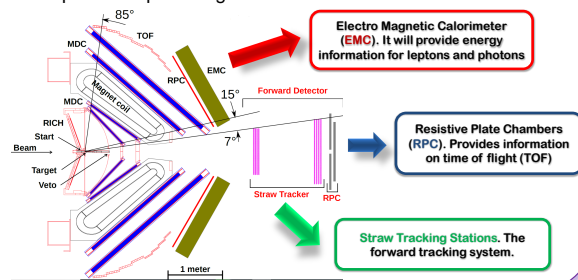 85°
MDC
TOF
RPC
EMC
Magnet coil
MDC
15°
7°
Forward Detector
RICH
Start
Beam
Target
Veto
Straw Tracker
RPC
1 meter
Electro Magnetic Calorimeter
(EMC). It will provide energy
information for leptons and photons
Resistive Plate Chambers
(RPC). Provides information
on time of flight (TOF)
Straw Tracking Stations. The
forward tracking system.